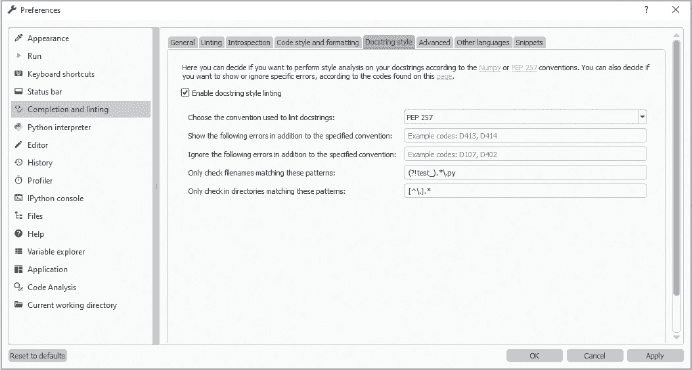 Preferences
?
Appearance
Run
Keyboard shortcuts
Status bar
Completion and linting
Python interpreter
Editor
History
Profiler
IPython console
Files
Help
Variable explorer
Application
Code Analysis
Current working directory
General Linting Introspection Code style and formatting Docstring style Advanced Other languages Snippets
Here you can decide if you want to perform style analysis on your docstrings according to the Numpy or PEP 257 conventions. You can also decide if
you want to show or ignore specific errors, according to the codes found on this page.
Enable docstring style linting
Choose the convention used to lint docstrings: PEP 257
Show the following errors in addition to the specified convention: Example codes: D413, D414
Ignore the following errors in addition to the specified convention: Example codes: D107, D402
Only check filenames matching these patterns: (?!test_).*\.py
Only check in directories matching these patterns: [^\.].*
Reset to defaults OK Cancel Apply